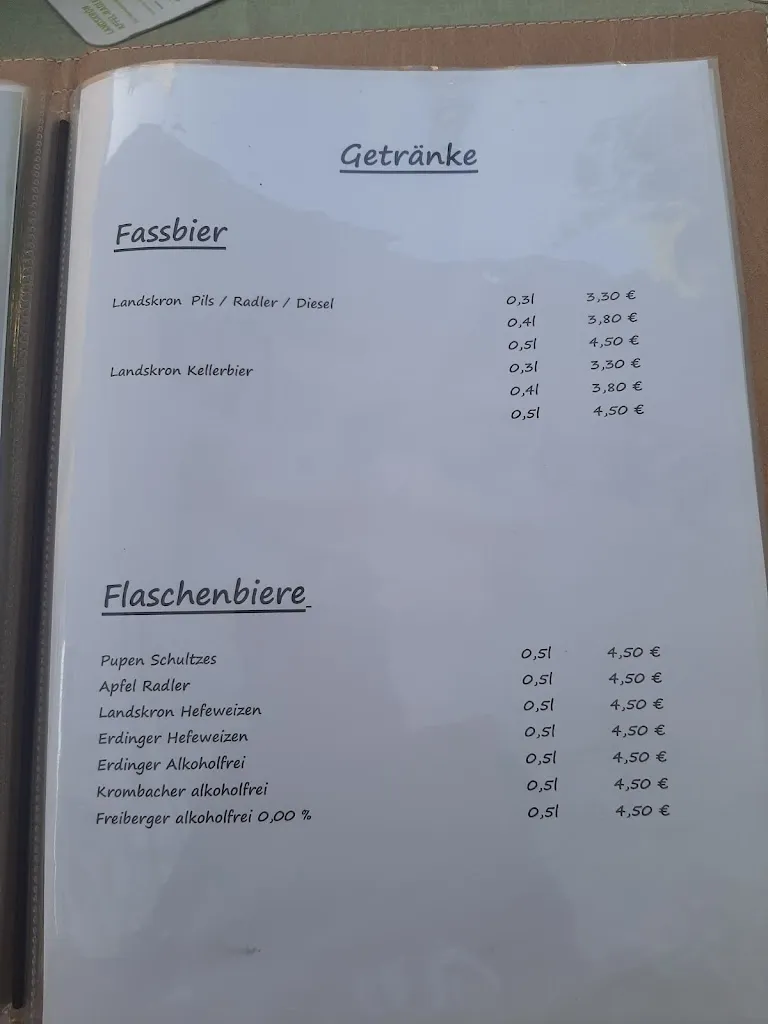 LANDSKRON
APFEL RADLER
Getränke
Fassbier
Landskron Pils / Radler / Diesel 0,3l 3,30 €
0,4l 3,80 €
0,5l 4,50 €
Landskron Kellerbier 0,3l 3,30 €
0,4l 3,80 €
0,5l 4,50 €
Flaschenbiere
Pupen Schultzes 0,5l 4,50 €
Apfel Radler 0,5l 4,50 €
Landskron Hefeweizen 0,5l 4,50 €
Erdinger Hefeweizen 0,5l 4,50 €
Erdinger Alkoholfrei 0,5l 4,50 €
Krombacher alkoholfrei 0,5l 4,50 €
Freiberger alkoholfrei 0,00 % 0,5l 4,50 €